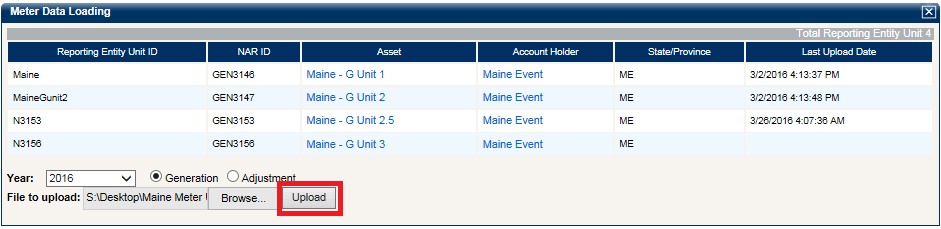 Meter Data Loading
Total Reporting Entity Unit 4
Reporting Entity Unit ID NAR ID Asset Account Holder State/Province Last Upload Date
Maine GEN3146 Maine - G Unit 1 Maine Event ME 3/2/2016 4:13:37 PM
MaineGunit2 GEN3147 Maine - G Unit 2 Maine Event ME 3/2/2016 4:13:48 PM
N3153 GEN3153 Maine - G Unit 2.5 Maine Event ME 3/26/2016 4:07:36 AM
N3156 GEN3156 Maine - G Unit 3 Maine Event ME
Year: 2016 Generation Adjustment
File to upload: S:\Desktop\Maine Meter Browse... Upload